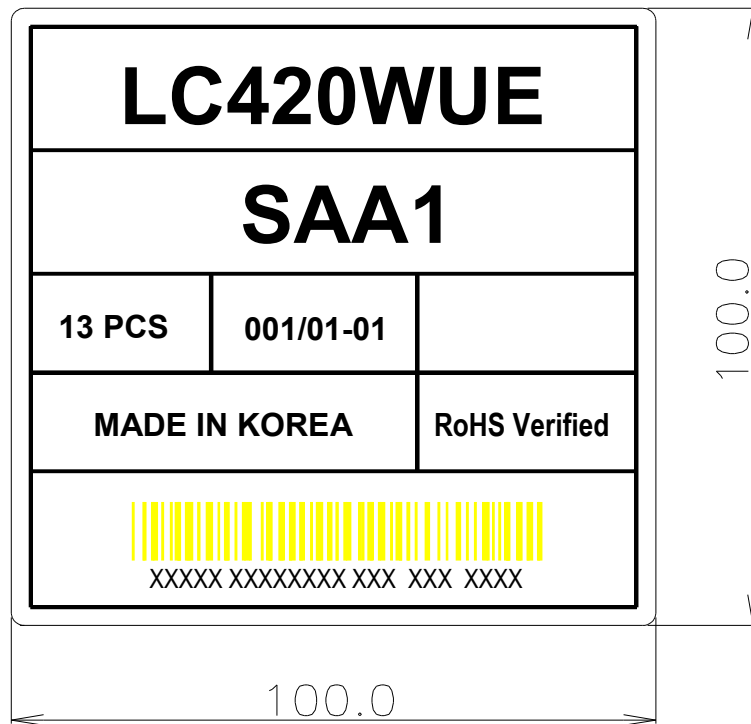 LC420WUE
SAA1
13 PCS
001/01-01
MADE IN KOREA
RoHS Verified
XXXXX XXXXXXXX XXX XXX XXXX
100.0
100.0